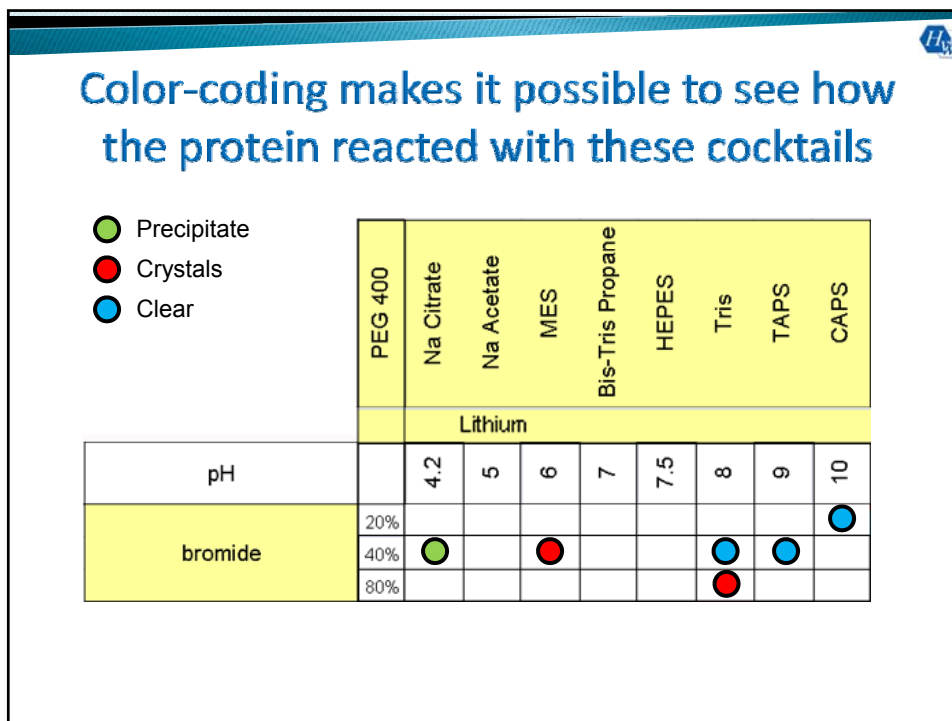 Hw
Color-coding makes it possible to see how
the protein reacted with these cocktails
Precipitate
Crystals
Clear
PEG 400
Na Citrate
Na Acetate
MES
Bis-Tris Propane
HEPES
Tris
TAPS
CAPS
Lithium
pH 4.2 5 6 7 7.5 8 9 10
bromide
20%
40%
80%